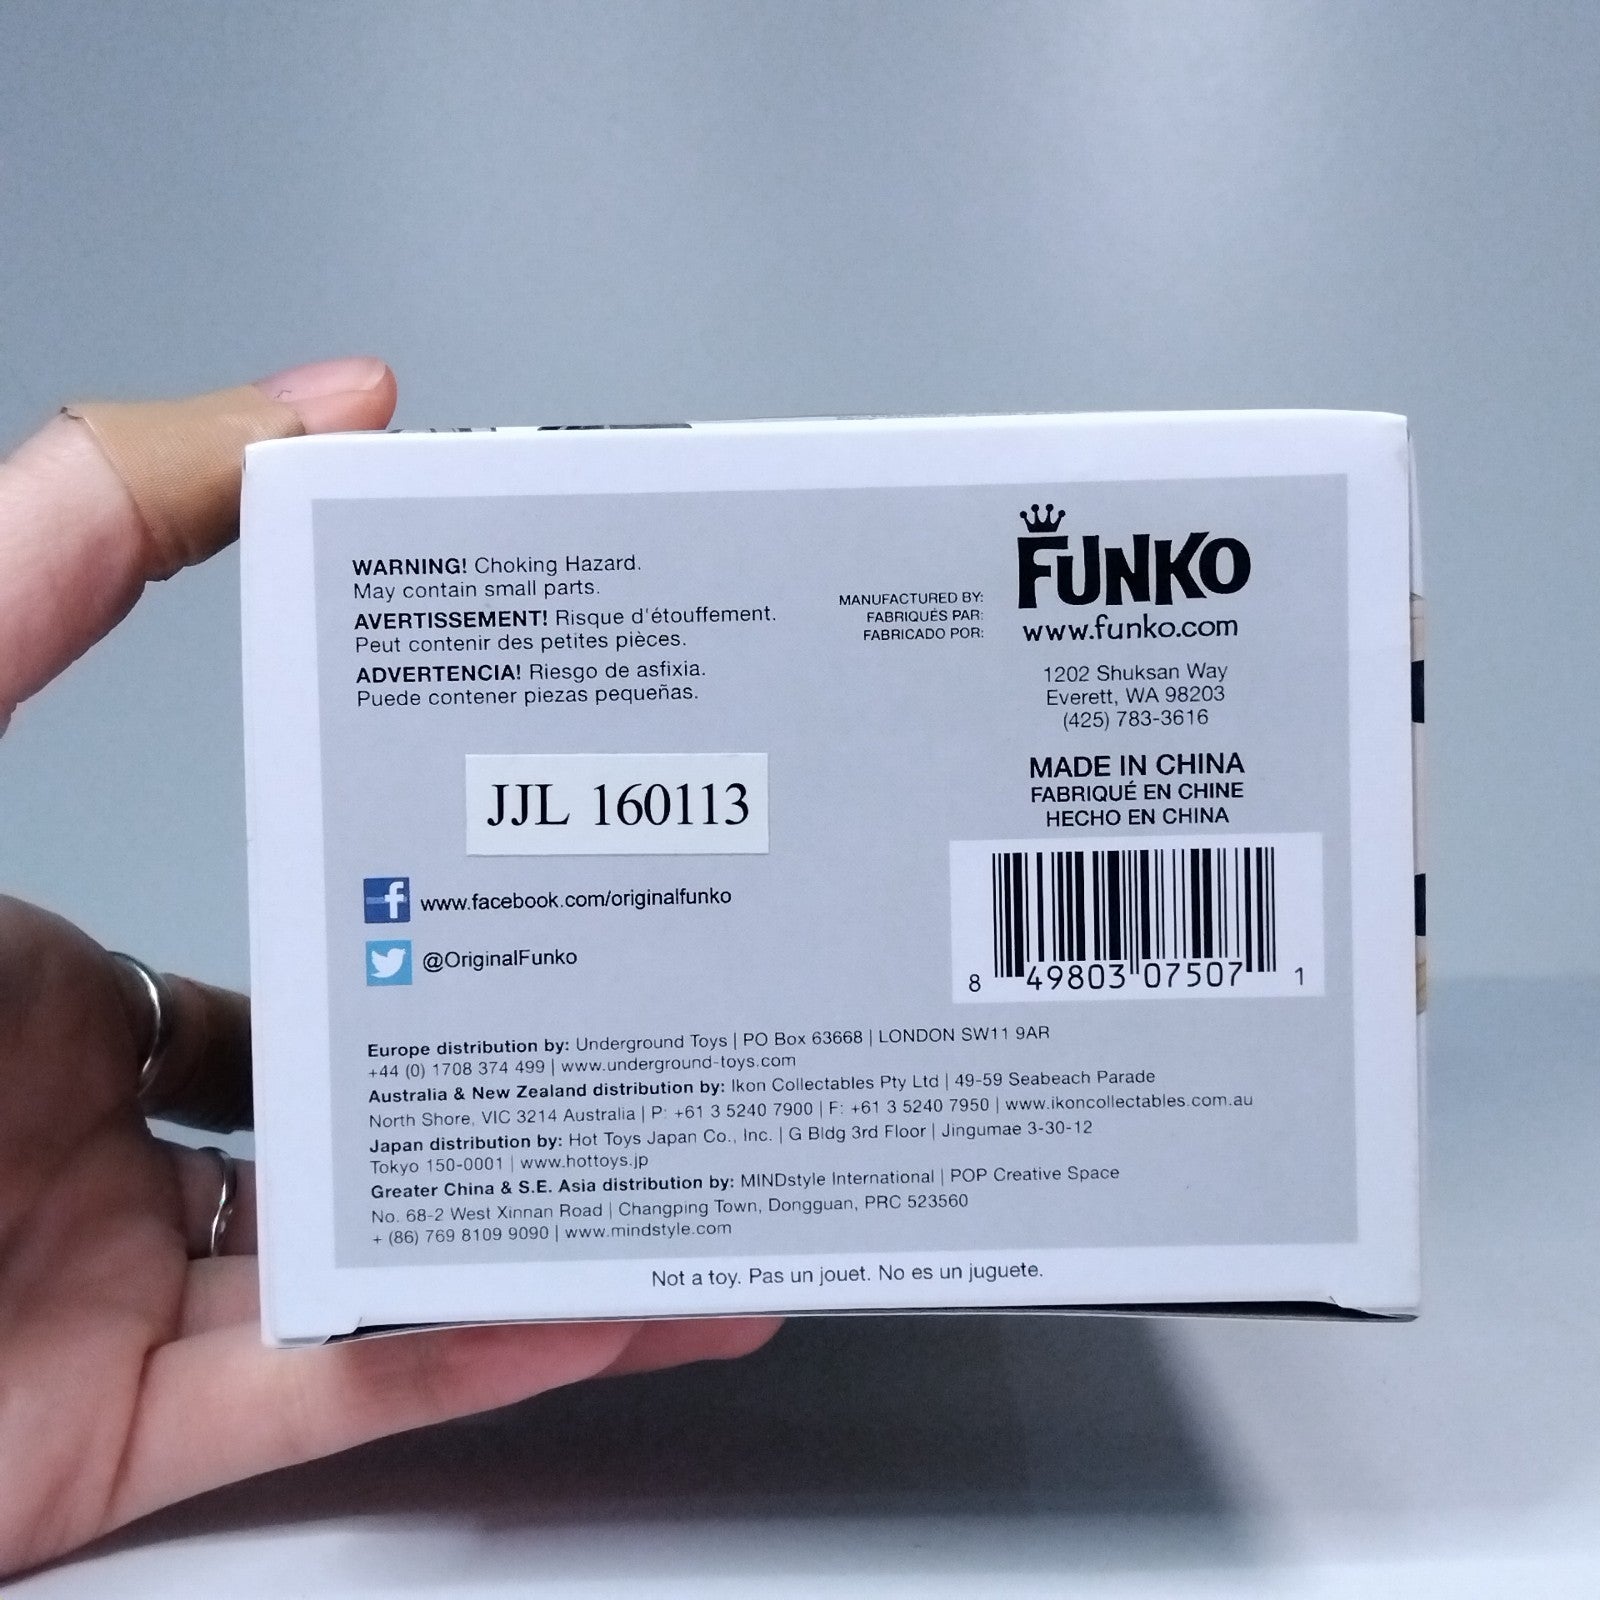 WARNING! Choking Hazard.
May contain small parts.
AVERTISSEMENT! Risque d'étouffement.
Peut contenir des petites pièces.
ADVERTENCIA! Riesgo de asfixia.
Puede contener piezas pequeñas.
MANUFACTURED BY:
FABRIQUÉS PAR:
FABRICADO POR:
FUNKO
www.funko.com
1202 Shuksan Way
Everett, WA 98203
(425) 783-3616
MADE IN CHINA
FABRIQUÉ EN CHINE
HECHO EN CHINA
JJL 160113
www.facebook.com/originalfunko
@OriginalFunko
8 49803 07507 1
Europe distribution by: Underground Toys | PO Box 63668 | LONDON SW11 9AR
+44 (0) 1708 374 499 | www.underground-toys.com
Australia & New Zealand distribution by: Ikon Collectables Pty Ltd | 49-59 Seabeach Parade
North Shore, VIC 3214 Australia | P: +61 3 5240 7900 | F: +61 3 5240 7950 | www.ikoncollectables.com.au
Japan distribution by: Hot Toys Japan Co., Inc. | G Bldg 3rd Floor | Jingumae 3-30-12
Tokyo 150-0001 | www.hottoys.jp
Greater China & S.E. Asia distribution by: MINDstyle International | POP Creative Space
No. 68-2 West Xinnan Road | Changping Town, Dongguan, PRC 523560
+ (86) 769 8109 9090 | www.mindstyle.com
Not a toy. Pas un jouet. No es un juguete.